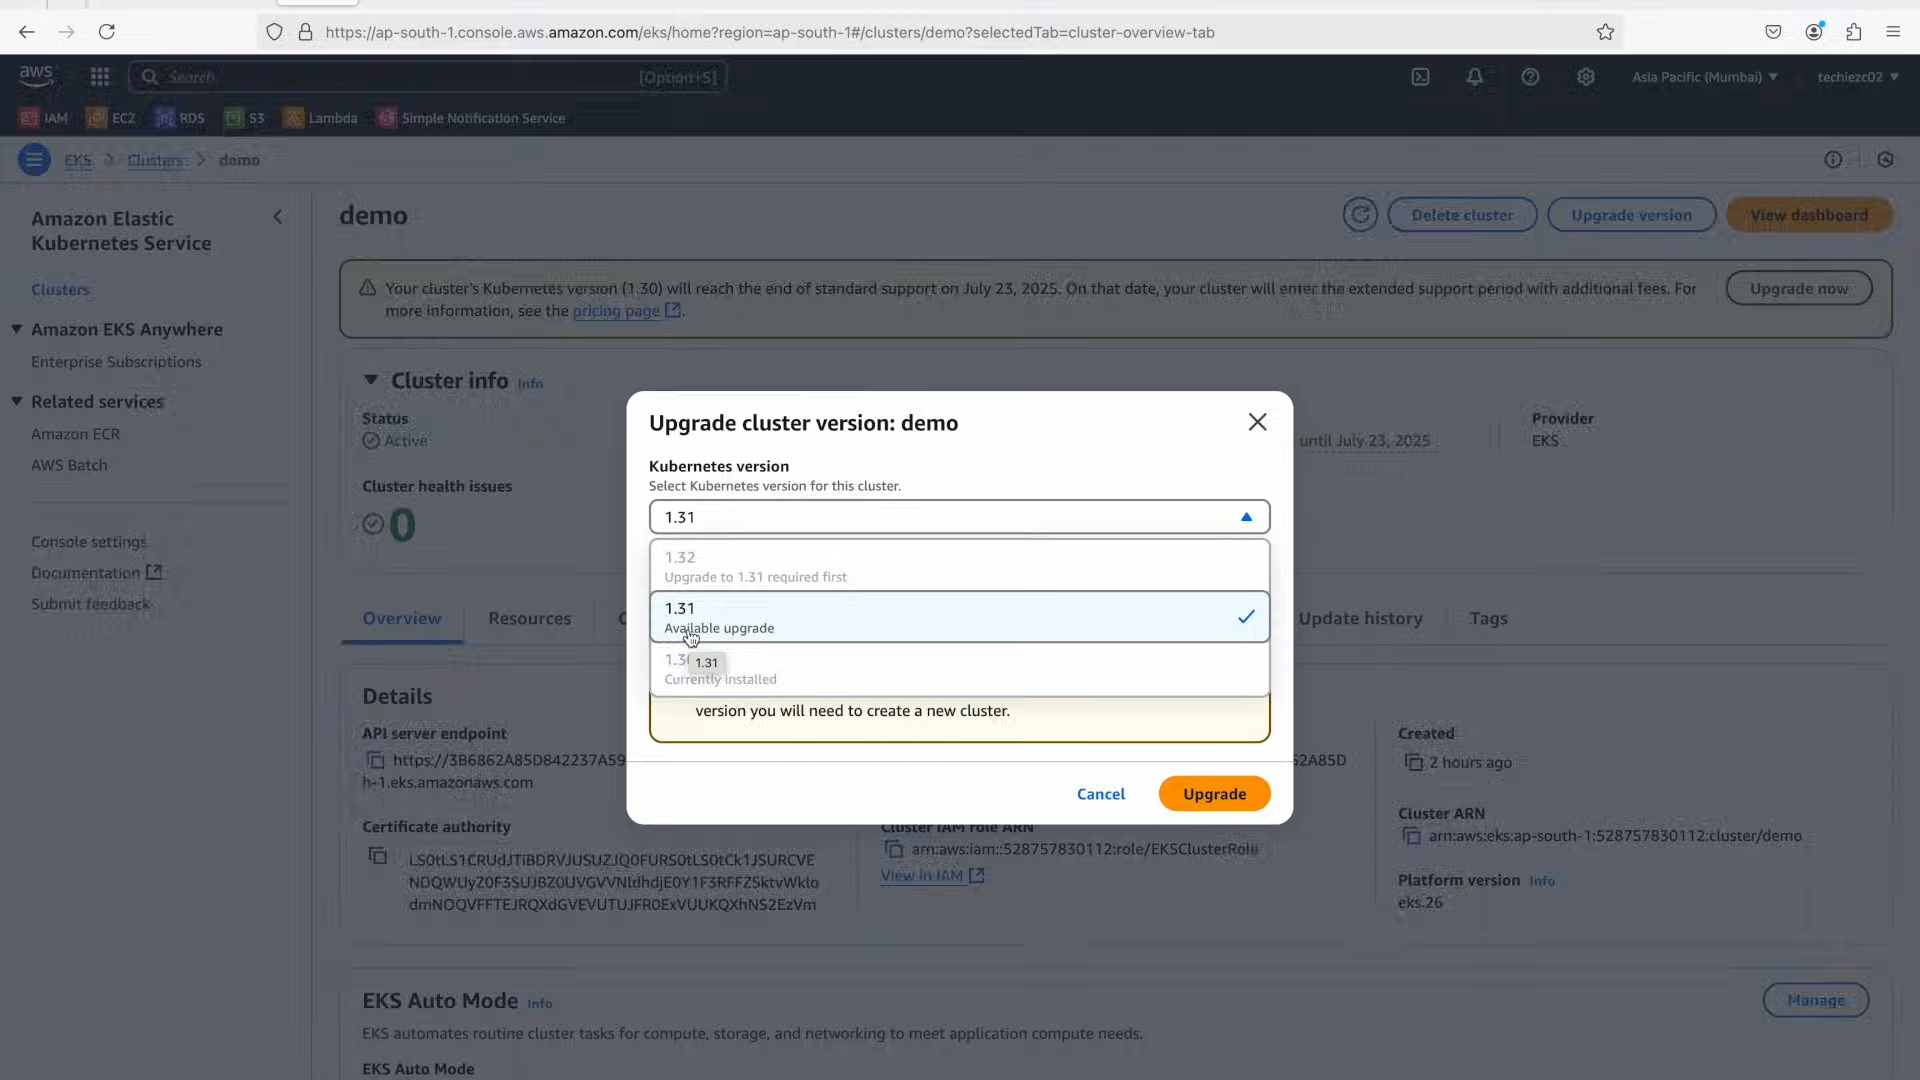 https://ap-south-1.console.aws.amazon.com/eks/home?region=ap-south-1#/clusters/demo?selectedTab=cluster-overview-tab
aws
Search
[Option+S]
Asia Pacific (Mumbai)
techiezc02
IAM
EC2
RDS
S3
Lambda
Simple Notification Service
EKS
Clusters
demo
Amazon Elastic
Kubernetes Service
Clusters
Amazon EKS Anywhere
Enterprise Subscriptions
Related services
Amazon ECR
AWS Batch
Console settings
Documentation
Submit feedback
demo
Delete cluster
Upgrade version
View dashboard
Your cluster's Kubernetes version (1.30) will reach the end of standard support on July 23, 2025. On that date, your cluster will enter the extended support period with additional fees. For
more information, see the pricing page.
Upgrade now
Cluster info Info
Status
Active
until July 23, 2025
Provider
EKS
Cluster health issues
0
Upgrade cluster version: demo
Kubernetes version
Select Kubernetes version for this cluster.
1.31
1.32
Upgrade to 1.31 required first
1.31
Available upgrade
1.31
Currently installed
version you will need to create a new cluster.
Cancel
Upgrade
Overview
Resources
Update history
Tags
Details
API server endpoint
https://3B6862A85D842237A59
h-1.eks.amazonaws.com
Certificate authority
Cluster IAM role ARN
arn:aws:iam::528757830112:role/EKSClusterRole
View in IAM
52A85D
Created
2 hours ago
Cluster ARN
arn:aws:eks:ap-south-1:528757830112:cluster/demo
Platform version Info
eks.26
EKS Auto Mode Info
EKS automates routine cluster tasks for compute, storage, and networking to meet application compute needs.
EKS Auto Mode
Manage